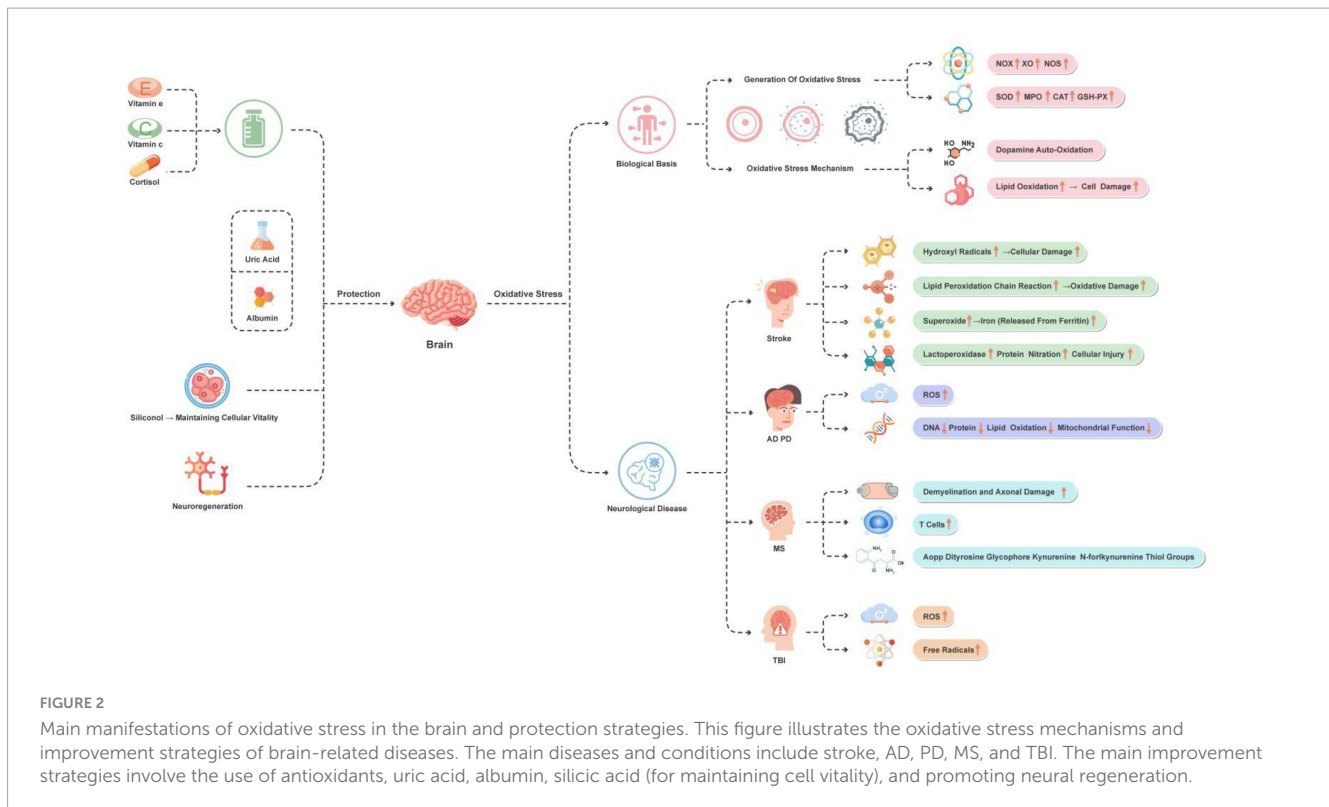 E
Vitamin e
C
Vitamin c
Cortisol
Uric Acid
Albumin
Siliconol → Maintaining Cellular Vitality
Neuroregeneration
Protection
Brain
Oxidative Stress
Biological Basis
Generation Of Oxidative Stress
NOX↑ XO↑ NOS↑
SOD↑ MPO↑ CAT↑ GSH-PX↑
Oxidative Stress Mechanism
HO NH₂
HO
Dopamine Auto-Oxidation
Lipid Ooxidation↑ → Cell Damage↑
Neurological Disease
Stroke
Hydroxyl Radicals↑→Cellular Damage↑
Lipid Peroxidation Chain Reaction↑→Oxidative Damage↑
Superoxide↑→Iron (Released From Ferritin)↑
Lactoperoxidase↑ Protein Nitration↑ Cellular Injury↑
AD PD
ROS↑
DNA↓ Protein↓ Lipid Oxidation↓ Mitochondrial Function↓
MS
Demyelination and Axonal Damage ↑
T Cells↑
NH₂ O
O NH₂ OH
Aopp Dityrosine Glycophore Kynurenine N-forlkynurenine Thiol Groups
TBI
ROS↑
Free Radicals↑
FIGURE 2
Main manifestations of oxidative stress in the brain and protection strategies. This figure illustrates the oxidative stress mechanisms and
improvement strategies of brain-related diseases. The main diseases and conditions include stroke, AD, PD, MS, and TBI. The main improvement
strategies involve the use of antioxidants, uric acid, albumin, silicic acid (for maintaining cell vitality), and promoting neural regeneration.